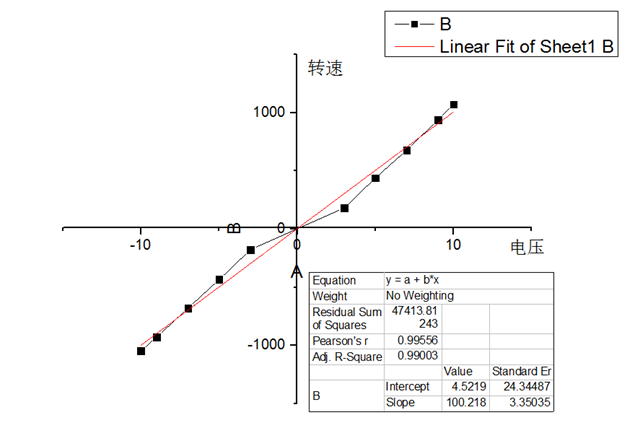 B
Linear Fit of Sheet1 B
转速
1000
B
-10
0
0
10
电压
A
-1000
Equation y = a + b*x
Weight No Weighting
Residual Sum of Squares 47413.81243
Pearson's r 0.99556
Adj. R-Square 0.99003
Value Standard Er
B
Intercept 4.5219 24.34487
Slope 100.218 3.35035